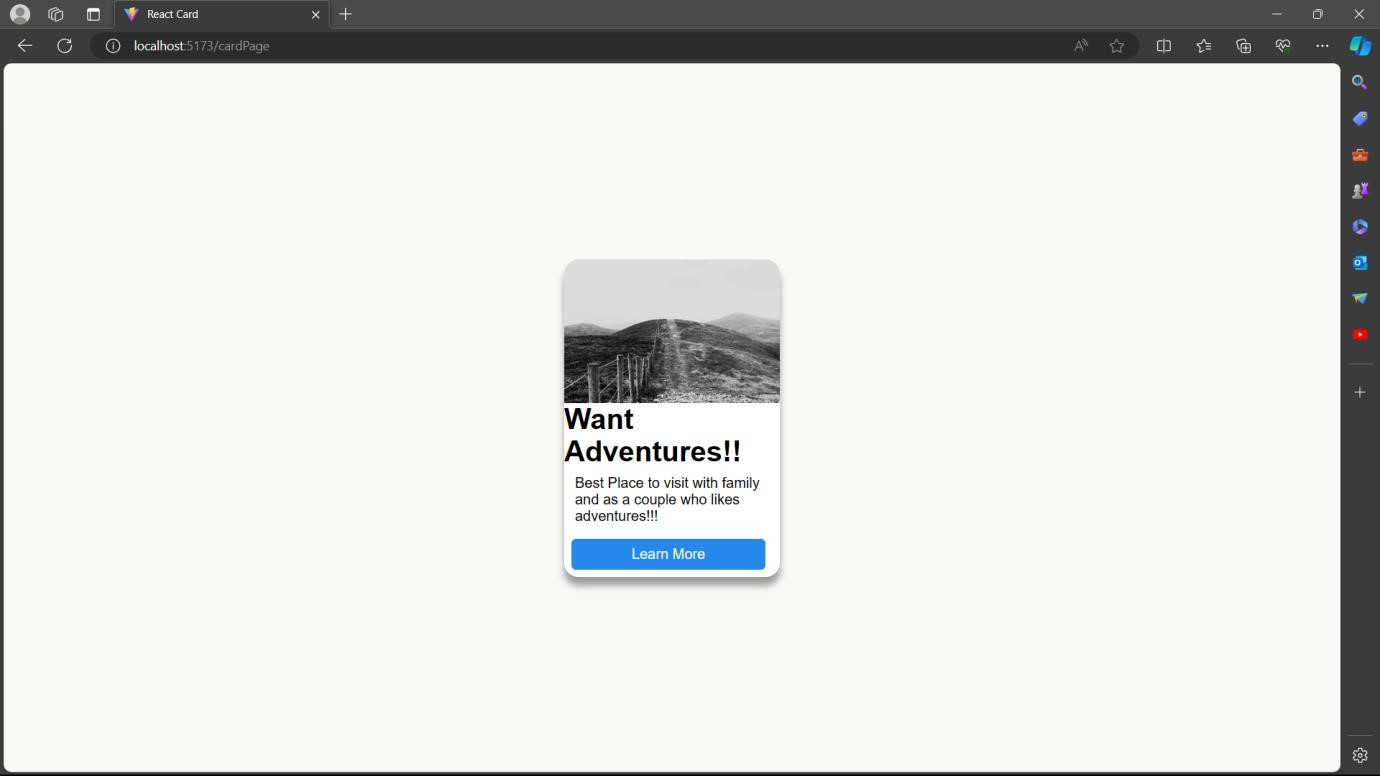 React Card
localhost:5173/cardPage
Want
Adventures!!
Best Place to visit with family
and as a couple who likes
adventures!!!
Learn More